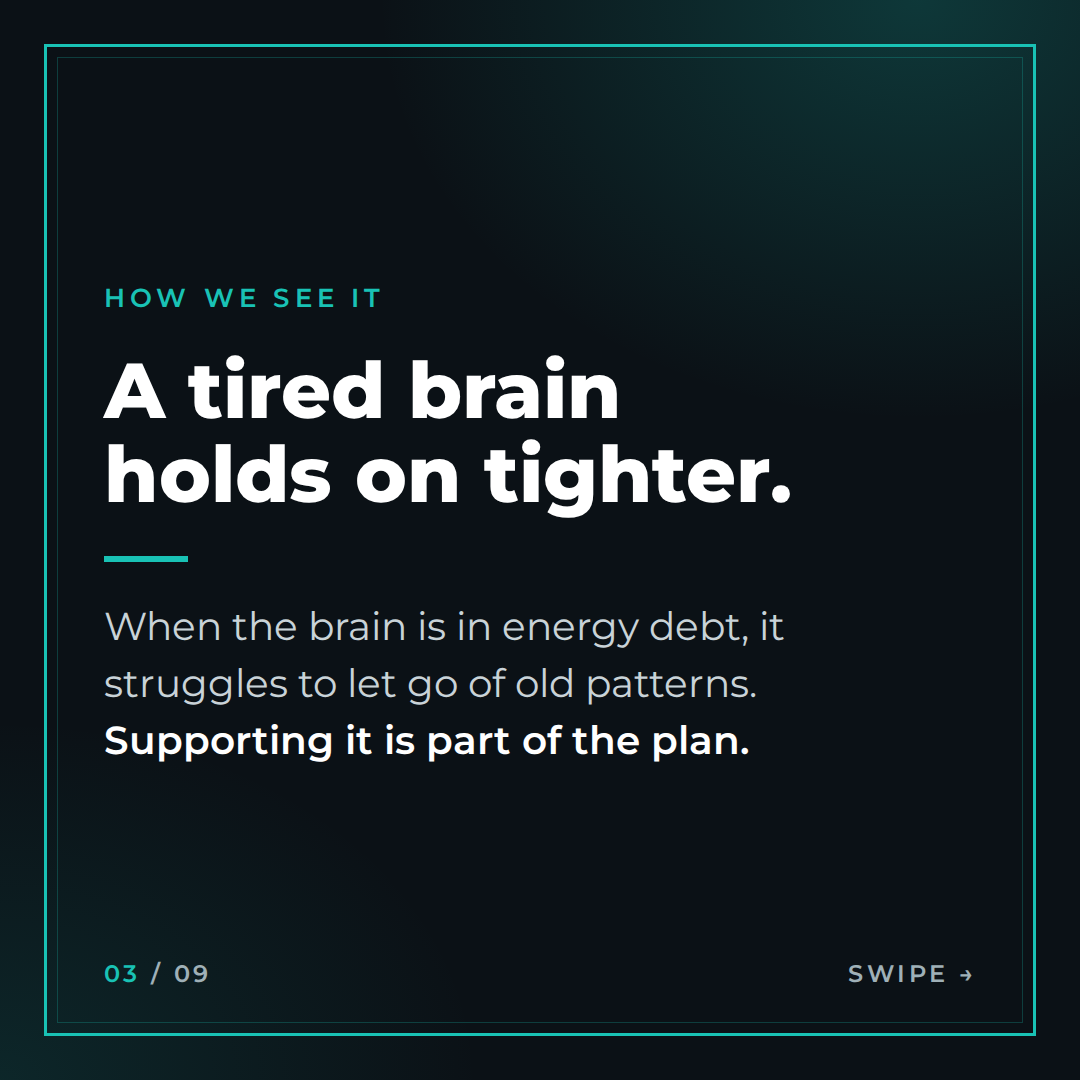 HOW WE SEE IT
A tired brain
holds on tighter.
When the brain is in energy debt, it
struggles to let go of old patterns.
Supporting it is part of the plan.
03 / 09
SWIPE →